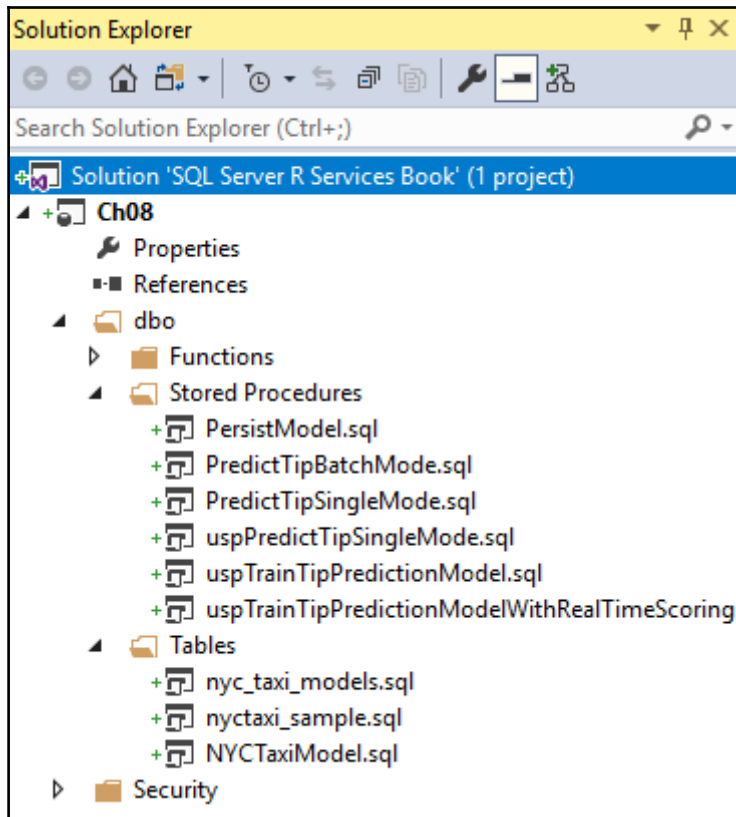 Solution Explorer
Search Solution Explorer (Ctrl+;)
Solution 'SQL Server R Services Book' (1 project)
Ch08
Properties
References
dbo
Functions
Stored Procedures
PersistModel.sql
PredictTipBatchMode.sql
PredictTipSingleMode.sql
uspPredictTipSingleMode.sql
uspTrainTipPredictionModel.sql
uspTrainTipPredictionModelWithRealTimeScoring
Tables
nyc_taxi_models.sql
nyctaxi_sample.sql
NYCTaxiModel.sql
Security